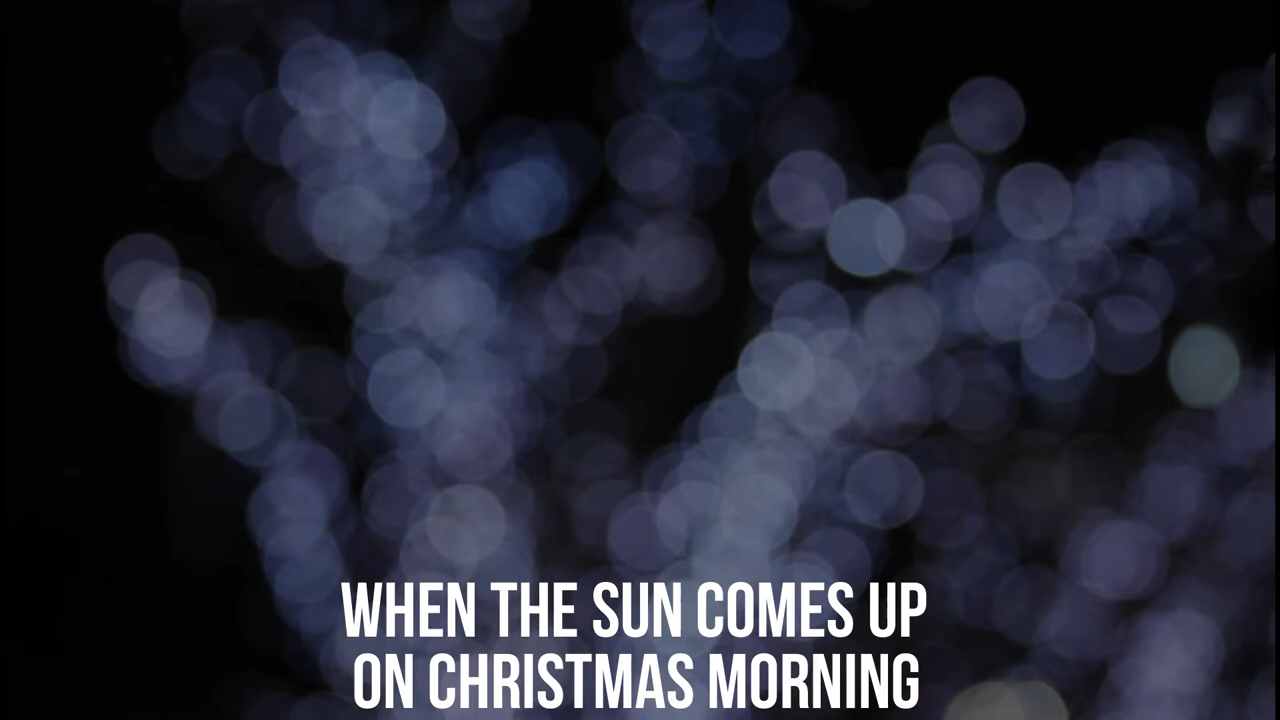 WHEN THE SUN COMES UP
ON CHRISTMAS MORNING